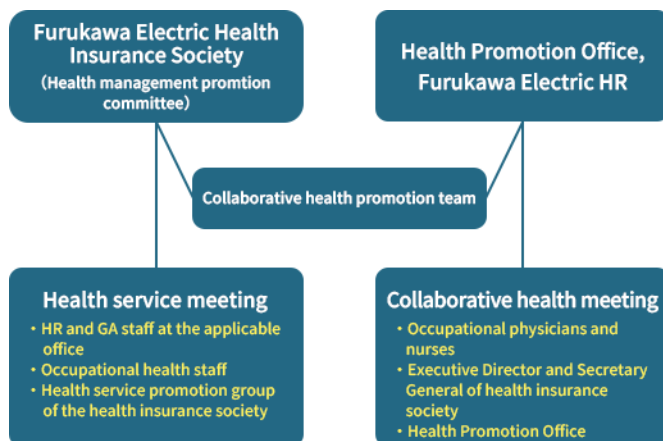 Furukawa Electric Health
Insurance Society
(Health management promtion
committee)
Health Promotion Office,
Furukawa Electric HR
Collaborative health promotion team
Health service meeting
・HR and GA staff at the applicable
office
・Occupational health staff
・Health service promotion group
of the health insurance society
Collaborative health meeting
・Occupational physicians and
nurses
・Executive Director and Secretary
General of health insurance
society
・Health Promotion Office